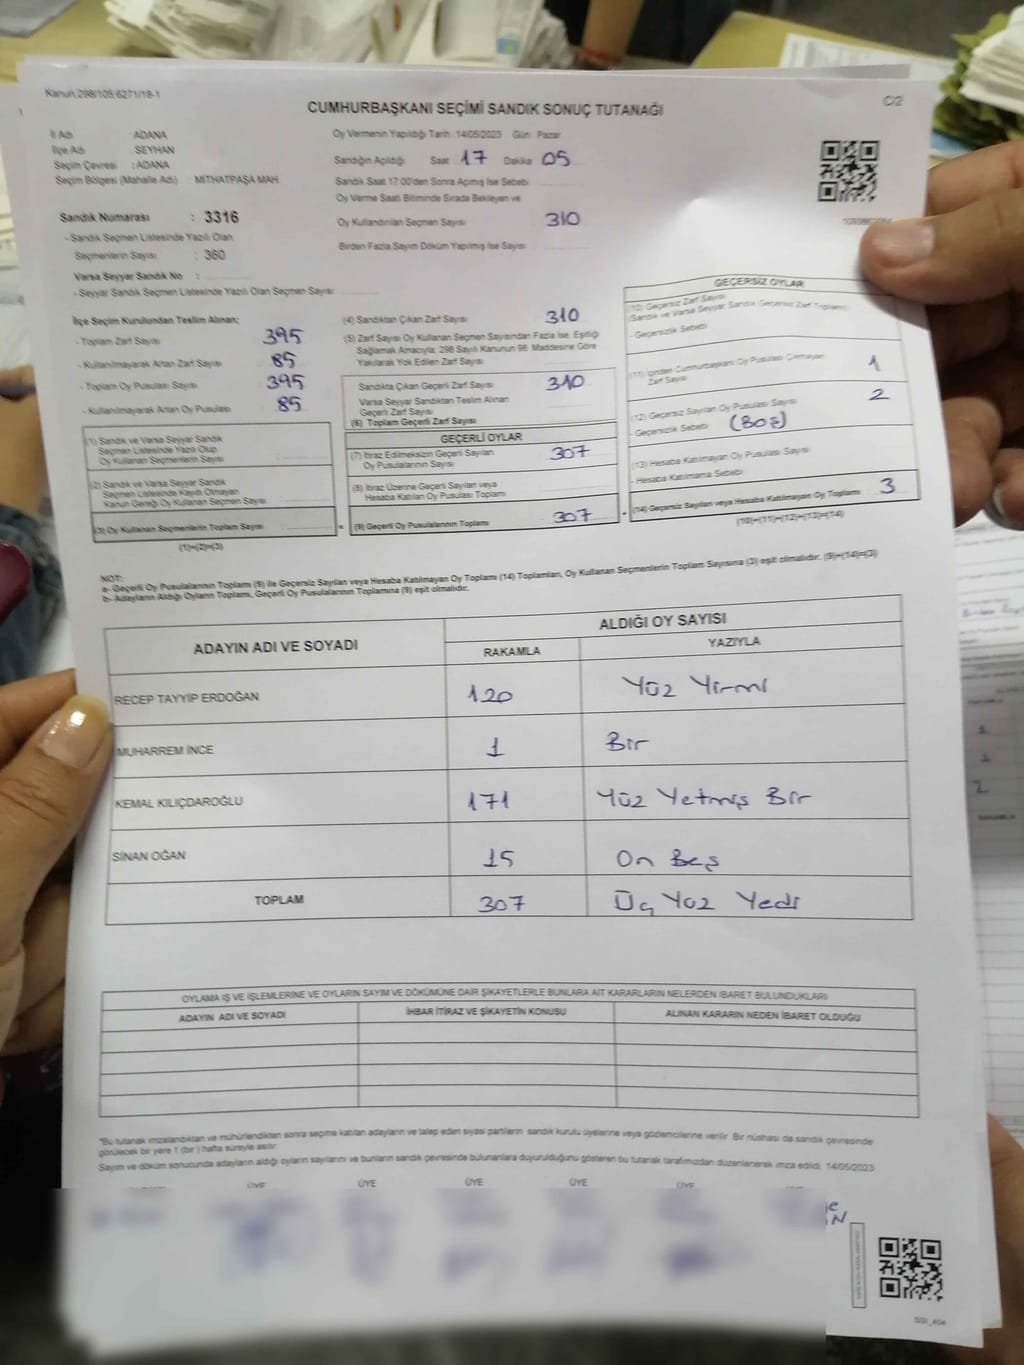 Kanun:298/105;6271/18-1
C/2
CUMHURBAŞKANI SEÇİMİ SANDIK SONUÇ TUTANAĞI
İl Adı ADANA
İlçe Adı SEYHAN
Seçim Çevresi : ADANA
Seçim Bölgesi (Mahalle Adı) : MİTHATPAŞA MAH.
Sandık Numarası : 3316
- Sandık Seçmen Listesinde Yazılı Olan
Seçmenlerin Sayısı : 360
Varsa Seyyar Sandık No :
- Seyyar Sandık Seçmen Listesinde Yazılı Olan Seçmen Sayısı
Oy Vermenin Yapıldığı Tarih :14/05/2023 Gün: Pazar
Sandığın Açıldığı Saat 17 Dakika 05
Sandık Saat 17:00'den Sonra Açılmış İse Sebebi
Oy Verme Saati Bitiminde Sırada Bekleyen ve
Oy Kullandırılan Seçmen Sayısı 310
Birden Fazla Sayım Döküm Yapılmış İse Sayısı
İlçe Seçim Kurulundan Teslim Alınan;
- Toplam Zarf Sayısı 395
- Kullanılmayarak Artan Zarf Sayısı 85
- Toplam Oy Pusulası Sayısı 395
- Kullanılmayarak Artan Oy Pusulası 85
(1) Sandık ve Varsa Seyyar Sandık
Seçmen Listesinde Yazılı Olup
Oy Kullanan Seçmenlerin Sayısı
(2) Sandık ve Varsa Seyyar Sandık
Seçmen Listesinde Kayıtlı Olmayan
Kanun Gereği Oy Kullanan Seçmen Sayısı
(3) Oy Kullanan Seçmenlerin Toplam Sayısı =
(1)+(2)=(3)
(4) Sandıktan Çıkan Zarf Sayısı 310
(5) Zarf Sayısı Oy Kullanan Seçmen Sayısından Fazla İse, Eşitliği
Sağlamak Amacıyla; 298 Sayılı Kanunun 98. Maddesine Göre
Yakılarak Yok Edilen Zarf Sayısı
Sandıkta Çıkan Geçerli Zarf Sayısı 310
Varsa Seyyar Sandıktan Teslim Alınan
Geçerli Zarf Sayısı
(6) Toplam Geçerli Zarf Sayısı
GEÇERLİ OYLAR
(7) İtiraz Edilmeksizin Geçerli Sayılan
Oy Pusulalarının Sayısı 307
(8) İtiraz Üzerine Geçerli Sayılan veya
Hesaba Katılan Oy Pusulası Toplamı
(9) Geçerli Oy Pusulalarının Toplamı 307 +
GEÇERSİZ OYLAR
(10) Geçersiz Zarf Sayısı
(Sandık ve Varsa Seyyar Sandık Geçersiz Zarf Toplamı)
- Geçersizlik Sebebi
(11) İçinden Cumhurbaşkanı Oy Pusulası Çıkmayan
Zarf Sayısı 1
(12) Geçersiz Sayılan Oy Pusulası Sayısı 2
- Geçersizlik Sebebi (Boş)
(13) Hesaba Katılmayan Oy Pusulası Sayısı
- Hesaba Katılmama Sebebi
(14) Geçersiz Sayılan veya Hesaba Katılmayan Oy Toplamı 3
(10)+(11)+(12)+(13)=(14)
NOT:
a- Geçerli Oy Pusulalarının Toplamı (9) ile Geçersiz Sayılan veya Hesaba Katılmayan Oy Toplamı (14) Toplamları, Oy Kullanan Seçmenlerin Toplam Sayısına (3) eşit olmalıdır. (9)+(14)=(3)
b- Adayların Aldığı Oyların Toplamı, Geçerli Oy Pusulalarının Toplamına (9) eşit olmalıdır.
ADAYIN ADI VE SOYADI ALDIĞI OY SAYISI
RAKAMLA YAZIYLA
RECEP TAYYİP ERDOĞAN 120 Yüz Yirmi
MUHARREM İNCE 1 Bir
KEMAL KILIÇDAROĞLU 171 Yüz Yetmiş Bir
SİNAN OĞAN 15 On Beş
TOPLAM 307 Üç Yüz Yedi
OYLAMA İŞ VE İŞLEMLERİNE VE OYLARIN SAYIM VE DÖKÜMÜNE DAİR ŞİKAYETLERLE BUNLARA AİT KARARLARIN NELERDEN İBARET BULUNDUKLARI
ADAYIN ADI VE SOYADI İHBAR İTİRAZ VE ŞİKAYETİN KONUSU ALINAN KARARIN NEDEN İBARET OLDUĞU
*Bu tutanak imzalandıktan ve mühürlendikten sonra seçime katılan adayların ve talep eden siyasi partilerin sandık kurulu üyelerine veya gözlemcilerine verilir. Bir nüshası da sandık çevresinde
görülecek bir yere 1 (bir) hafta süreyle asılır.
Sayım ve döküm sonucunda adayların aldığı oyların sayılarını ve bunların sandık çevresinde bulunanlara duyurulduğunu gösteren bu tutanak tarafımızdan düzenlenerek imza edildi. 14/05/2023
ÜYE ÜYE ÜYE ÜYE ÜYE